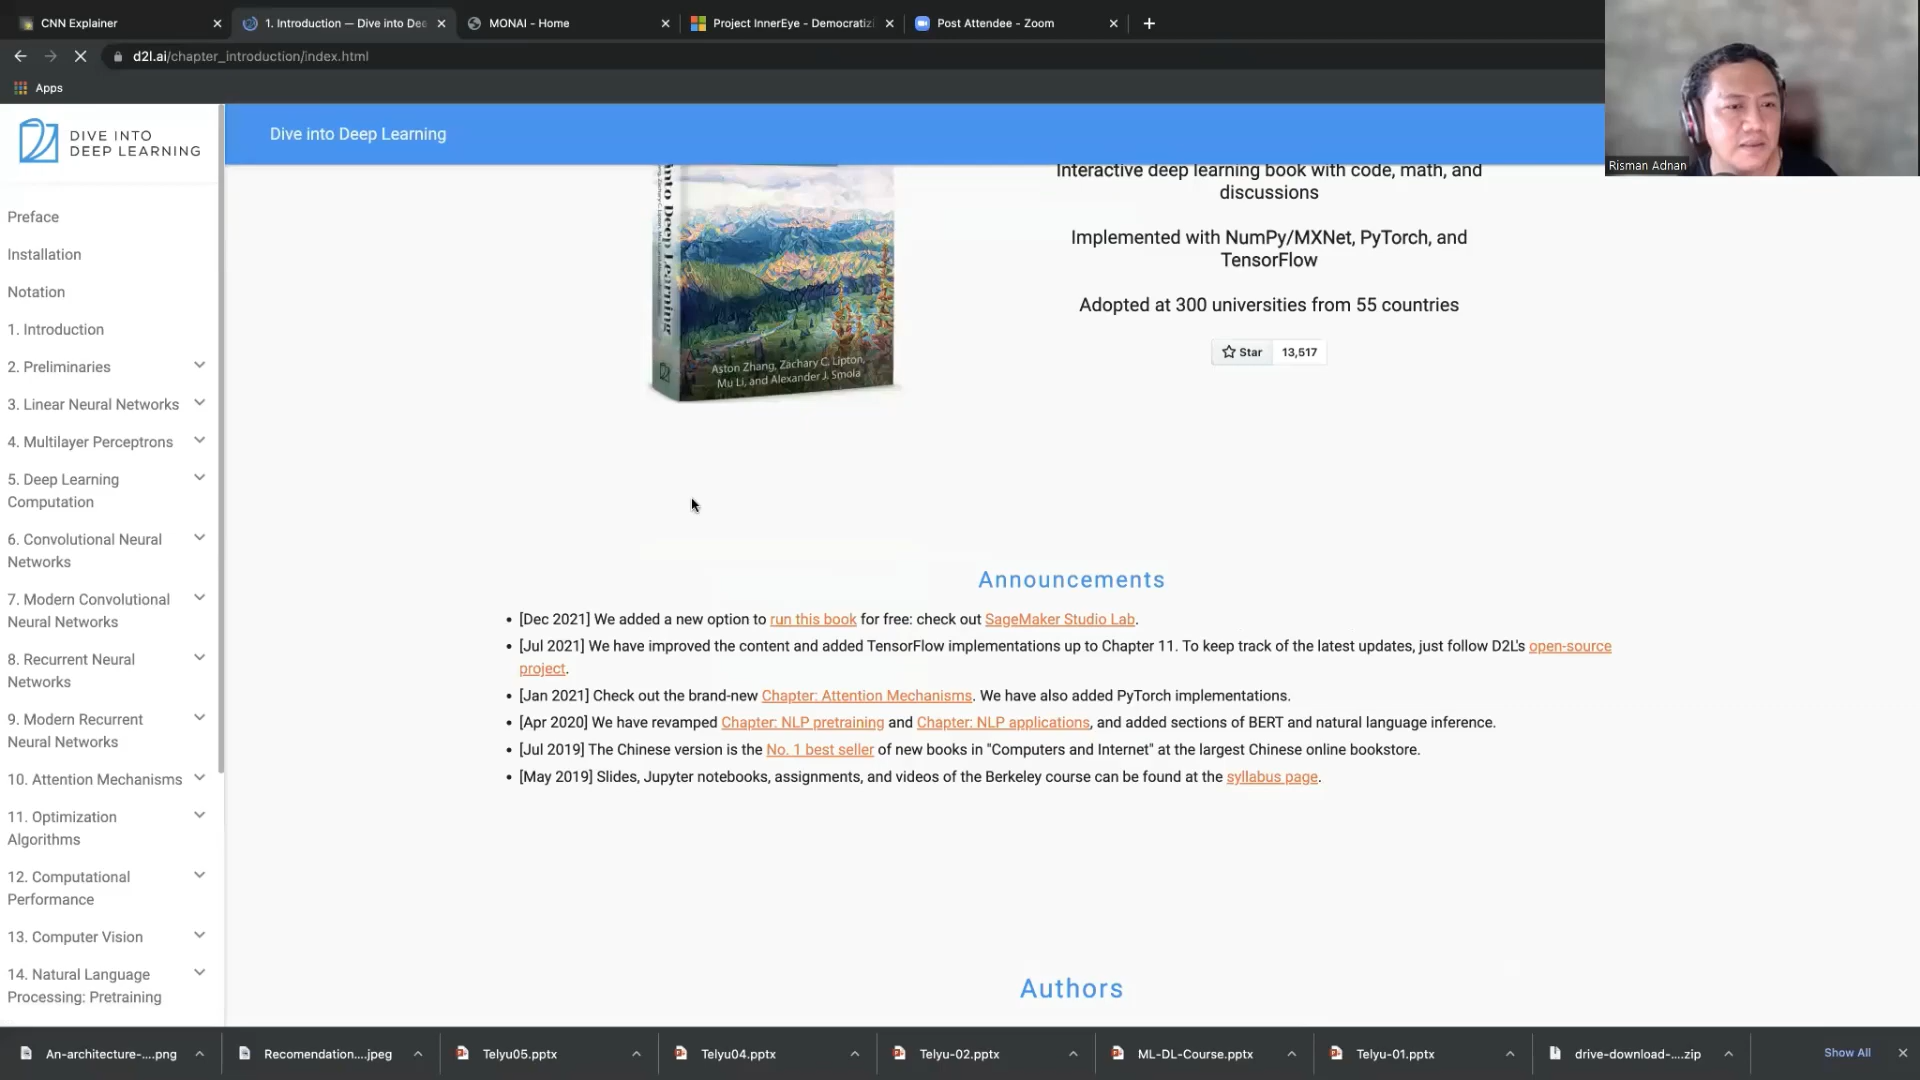 CNN Explainer
1. Introduction — Dive into Dee
MONAI - Home
Project InnerEye - Democratizi
Post Attendee - Zoom
d2l.ai/chapter_introduction/index.html
Apps
DIVE INTO
DEEP LEARNING
Dive into Deep Learning
Risman Adnan
Preface
Installation
Notation
1. Introduction
2. Preliminaries
3. Linear Neural Networks
4. Multilayer Perceptrons
5. Deep Learning
Computation
6. Convolutional Neural
Networks
7. Modern Convolutional
Neural Networks
8. Recurrent Neural
Networks
9. Modern Recurrent
Neural Networks
10. Attention Mechanisms
11. Optimization
Algorithms
12. Computational
Performance
13. Computer Vision
14. Natural Language
Processing: Pretraining
into Deep Learning
Aston Zhang, Zachary C. Lipton,
Mu Li, and Alexander J. Smola
Interactive deep learning book with code, math, and
discussions
Implemented with NumPy/MXNet, PyTorch, and
TensorFlow
Adopted at 300 universities from 55 countries
Star 13,517
Announcements
• [Dec 2021] We added a new option to run this book for free: check out SageMaker Studio Lab.
• [Jul 2021] We have improved the content and added TensorFlow implementations up to Chapter 11. To keep track of the latest updates, just follow D2L's open-source
project.
• [Jan 2021] Check out the brand-new Chapter: Attention Mechanisms. We have also added PyTorch implementations.
• [Apr 2020] We have revamped Chapter: NLP pretraining and Chapter: NLP applications, and added sections of BERT and natural language inference.
• [Jul 2019] The Chinese version is the No. 1 best seller of new books in "Computers and Internet" at the largest Chinese online bookstore.
• [May 2019] Slides, Jupyter notebooks, assignments, and videos of the Berkeley course can be found at the syllabus page.
Authors
An-architecture-....png
Recomendation....jpeg
Telyu05.pptx
Telyu04.pptx
Telyu-02.pptx
ML-DL-Course.pptx
Telyu-01.pptx
drive-download-....zip
Show All